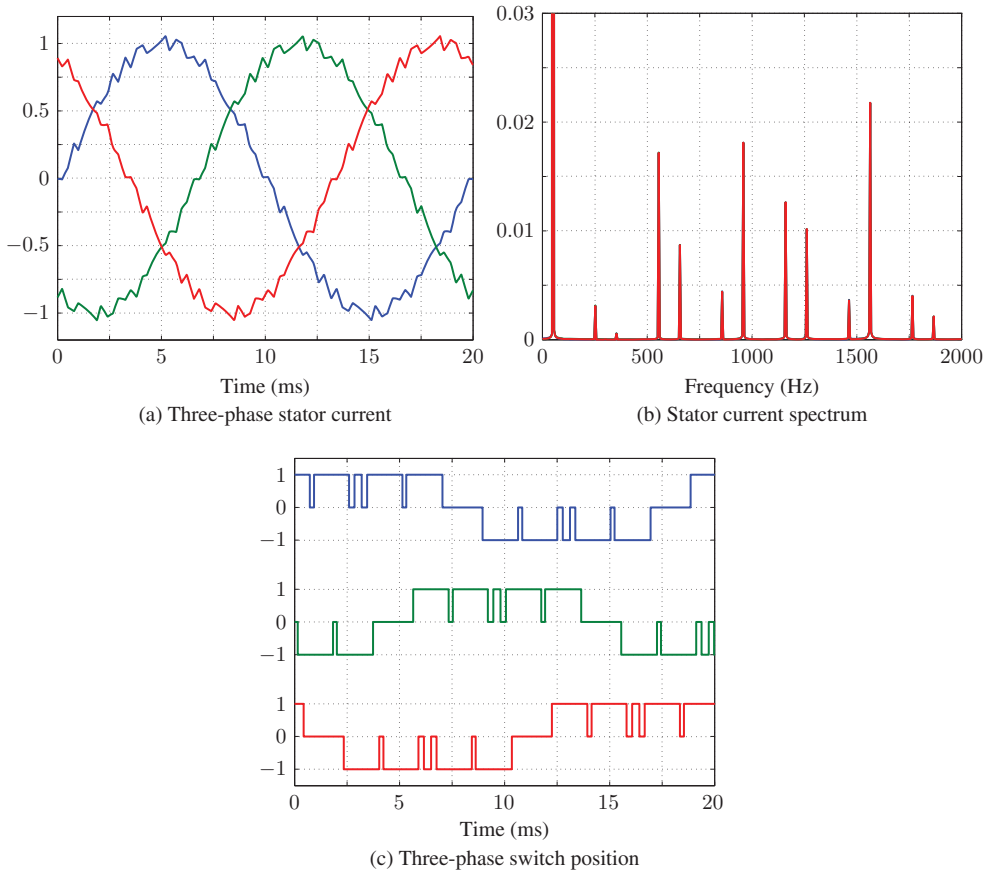 1
0.5
0
−0.5
−1
0 5 10 15 20
Time (ms)
(a) Three-phase stator current
0.03
0.02
0.01
0
0 500 1000 1500 2000
Frequency (Hz)
(b) Stator current spectrum
1
0
−1
1
0
−1
1
0
−1
0 5 10 15 20
Time (ms)
(c) Three-phase switch position